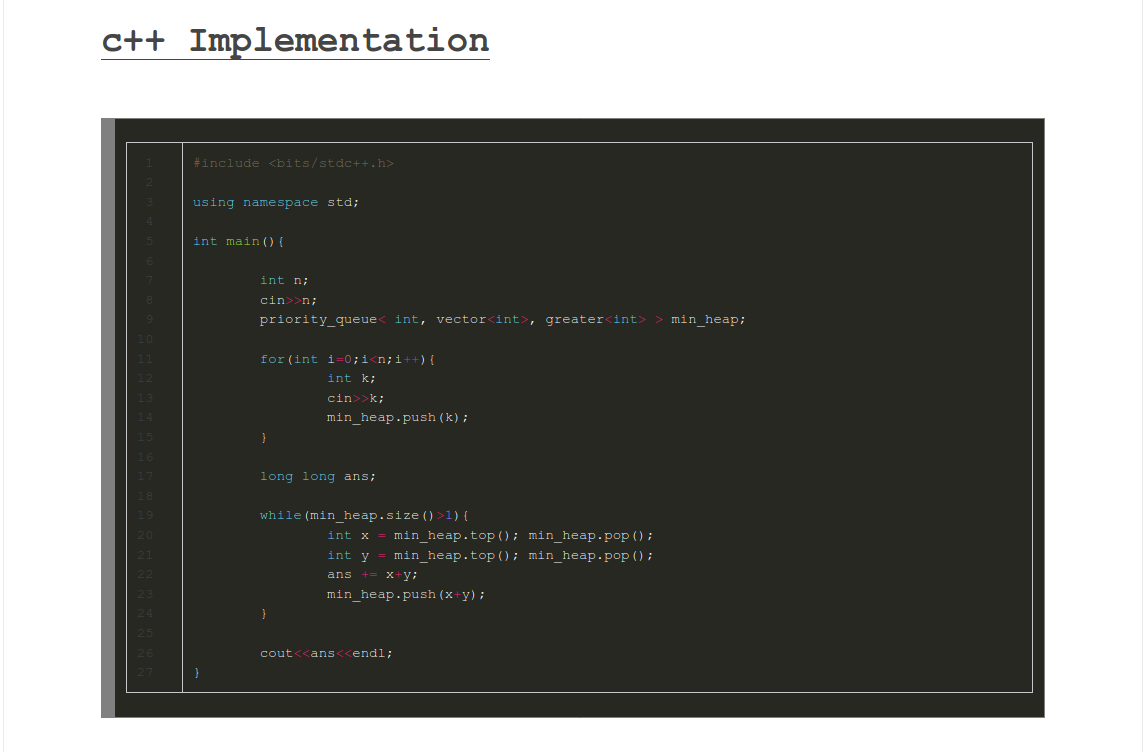 c++ Implementation
1 #include <bits/stdc++.h>
2
3 using namespace std;
4
5 int main(){
6
7 int n;
8 cin>>n;
9 priority_queue< int, vector<int>, greater<int> > min_heap;
10
11 for(int i=0;i<n;i++){
12 int k;
13 cin>>k;
14 min_heap.push(k);
15 }
16
17 long long ans;
18
19 while(min_heap.size()>1){
20 int x = min_heap.top(); min_heap.pop();
21 int y = min_heap.top(); min_heap.pop();
22 ans += x+y;
23 min_heap.push(x+y);
24 }
25
26 cout<<ans<<endl;
27 }